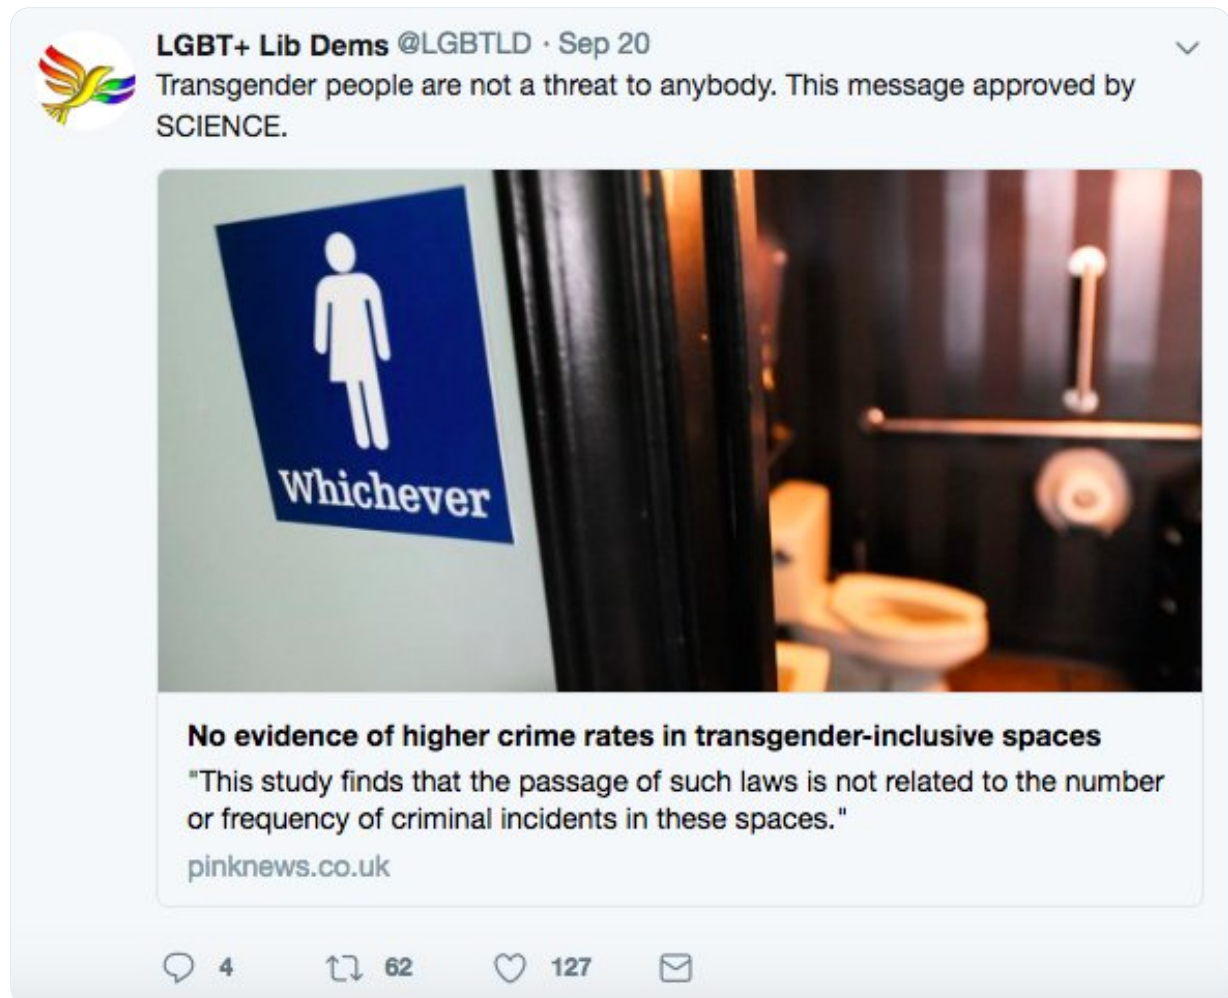 LGBT+ Lib Dems @LGBTLD · Sep 20
Transgender people are not a threat to anybody. This message approved by
SCIENCE.
Whichever
No evidence of higher crime rates in transgender-inclusive spaces
"This study finds that the passage of such laws is not related to the number
or frequency of criminal incidents in these spaces."
pinknews.co.uk
4 62 127